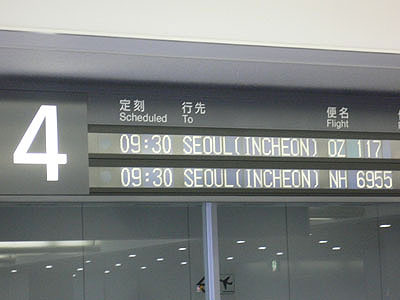 4
定刻 行先 便名
Scheduled To Flight
09:30 SEOUL(INCHEON) OZ 117
09:30 SEOUL(INCHEON) NH 6955